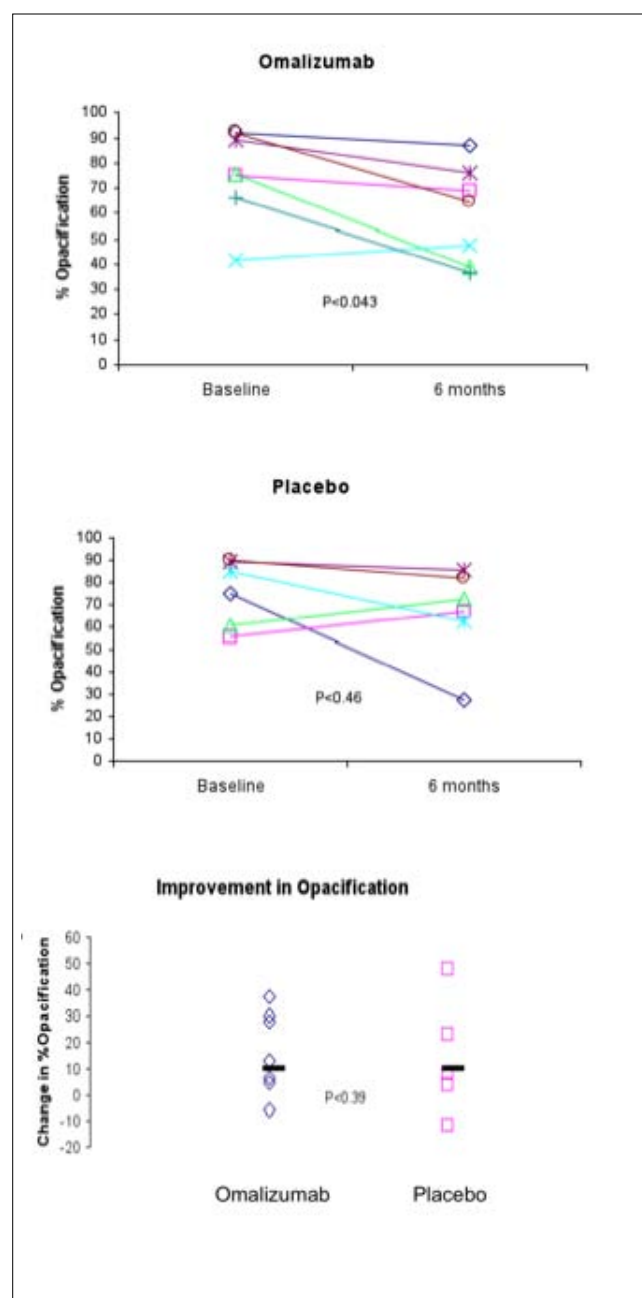 Omalizumab
% Opacification
100
90
80
70
60
50
40
30
20
10
0
P<0.043
Baseline 6 months
Placebo
% Opacification
100
90
80
70
60
50
40
30
20
10
0
P<0.46
Baseline 6 months
Improvement in Opacification
Change in %Opacification
60
50
40
30
20
10
0
-10
-20
P<0.39
Omalizumab Placebo